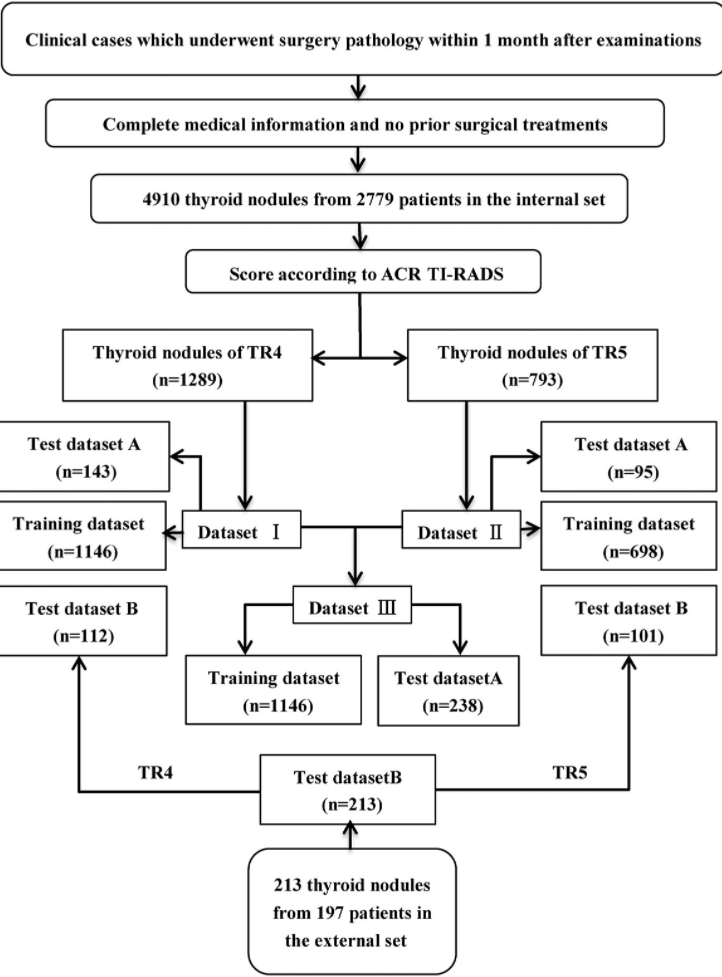 Clinical cases which underwent surgery pathology within 1 month after examinations
Complete medical information and no prior surgical treatments
4910 thyroid nodules from 2779 patients in the internal set
Score according to ACR TI-RADS
Thyroid nodules of TR4
(n=1289)
Thyroid nodules of TR5
(n=793)
Test dataset A
(n=143)
Test dataset A
(n=95)
Training dataset
(n=1146)
Dataset Ⅰ
Dataset Ⅱ
Training dataset
(n=698)
Dataset Ⅲ
Test dataset B
(n=112)
Test dataset B
(n=101)
Training dataset
(n=1146)
Test datasetA
(n=238)
TR4
Test datasetB
(n=213)
TR5
213 thyroid nodules
from 197 patients in
the external set